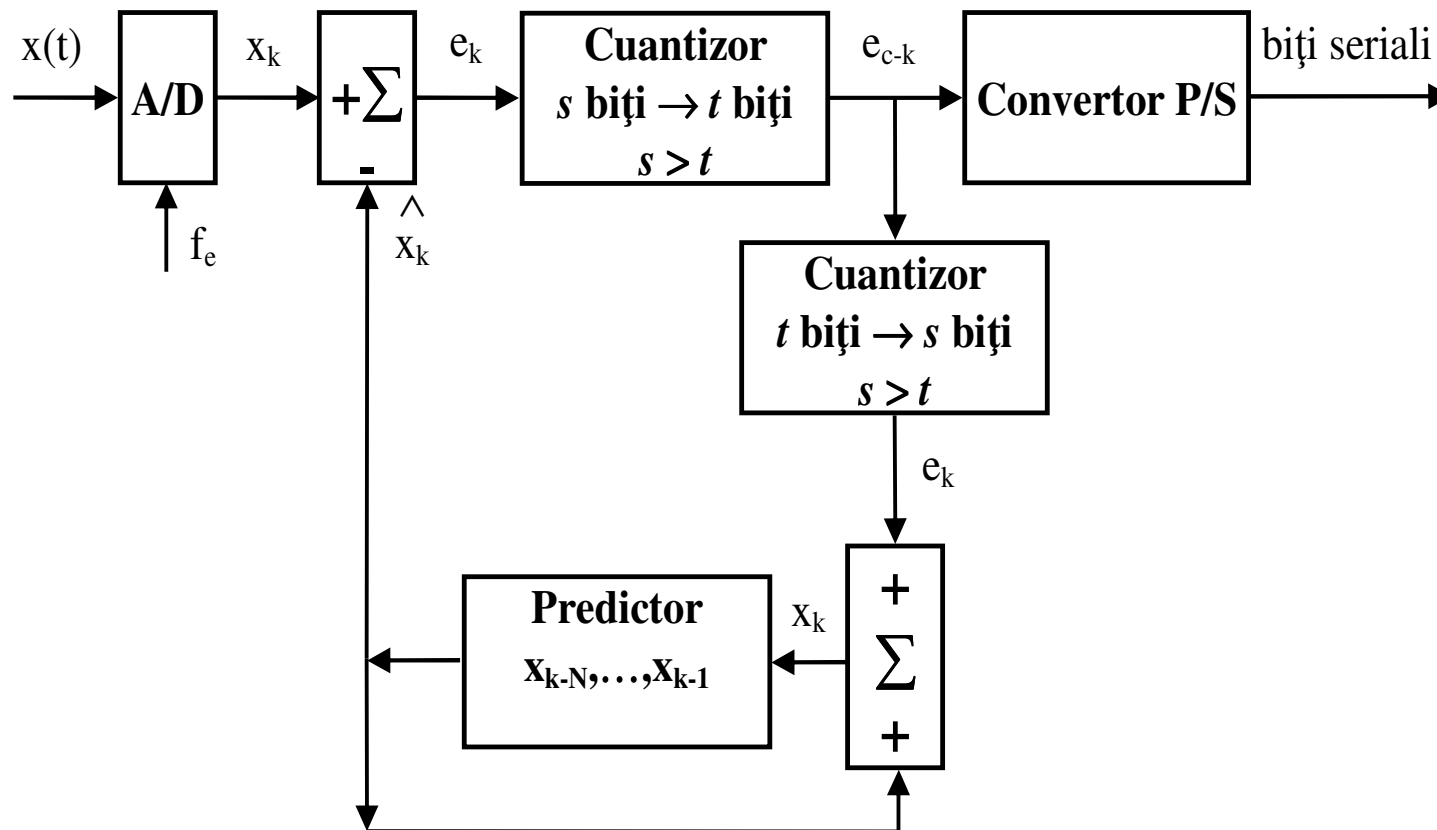 x(t)
A/D
f_e
x_k
+Σ
-
^
x_k
e_k
Cuantizor
s biţi → t biţi
s > t
e_c-k
Convertor P/S
biţi seriali
Cuantizor
t biţi → s biţi
s > t
e_k
+
Σ
+
x_k
Predictor
x_k-N,…,x_k-1